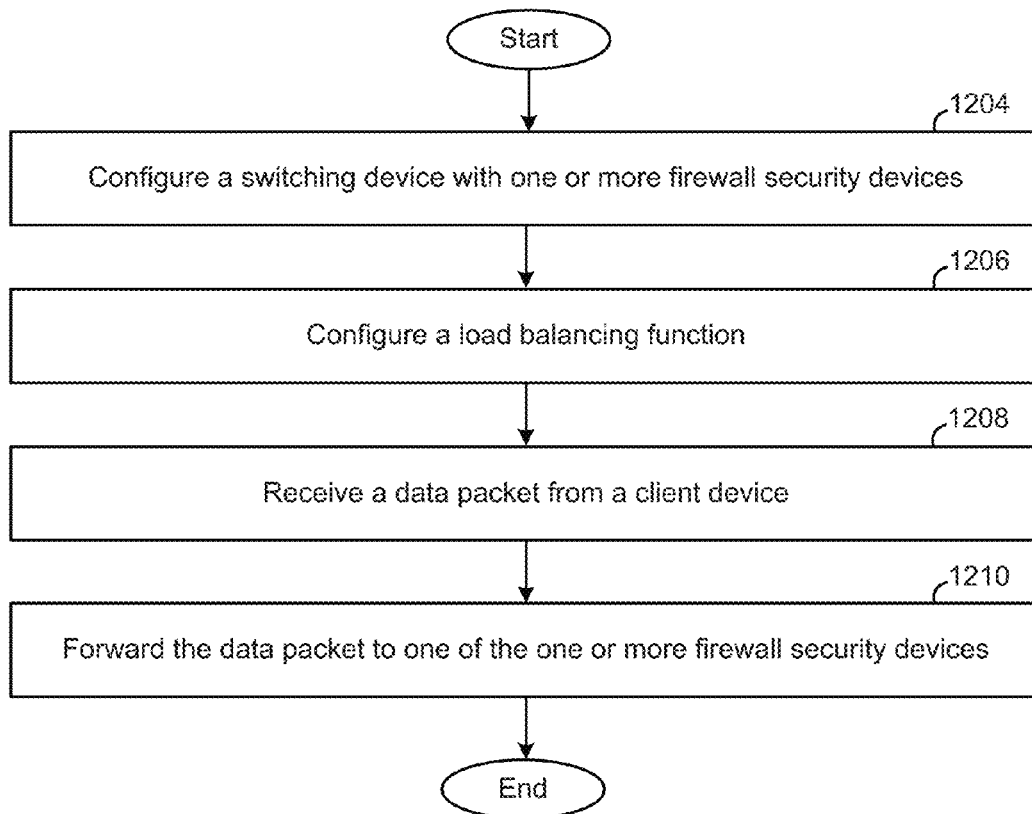 Start
1204
Configure a switching device with one or more firewall security devices
1206
Configure a load balancing function
1208
Receive a data packet from a client device
1210
Forward the data packet to one of the one or more firewall security devices
End